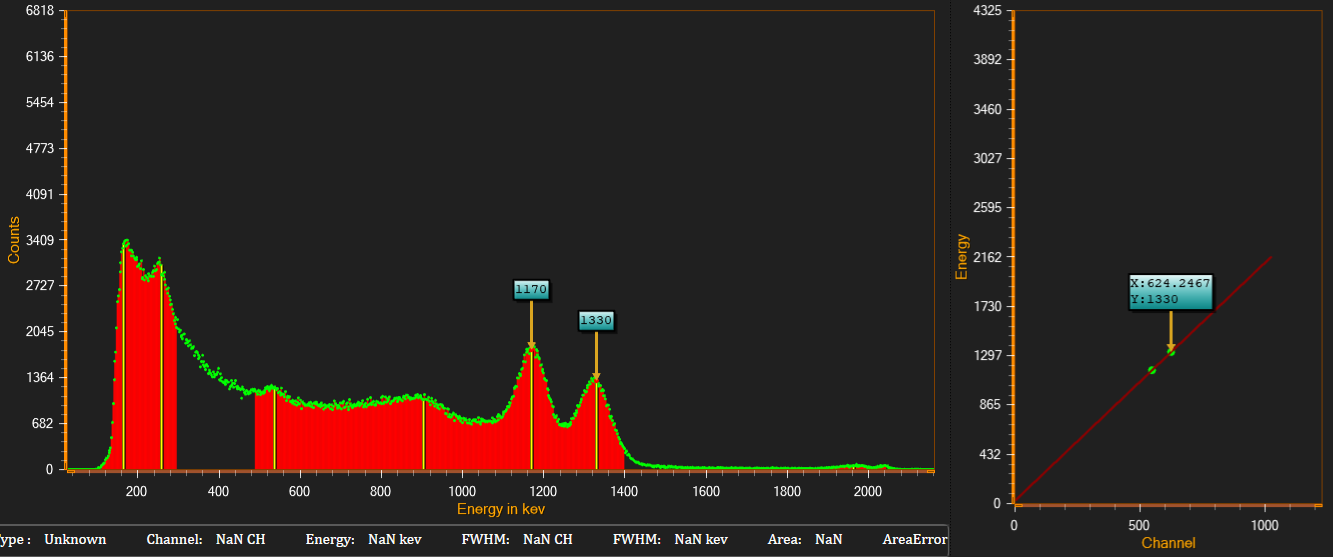 6818
6136
5454
4773
4091
3409
2727
2045
1364
682
0
Counts
1170
1330
200 400 600 800 1000 1200 1400 1600 1800 2000
Energy in kev
4325
3892
3460
3027
2595
2162
1730
1297
865
432
0
Energy
X:624.2467
Y:1330
0 500 1000
Channel
ype : Unknown Channel: NaN CH Energy: NaN kev FWHM: NaN CH FWHM: NaN kev Area: NaN AreaError